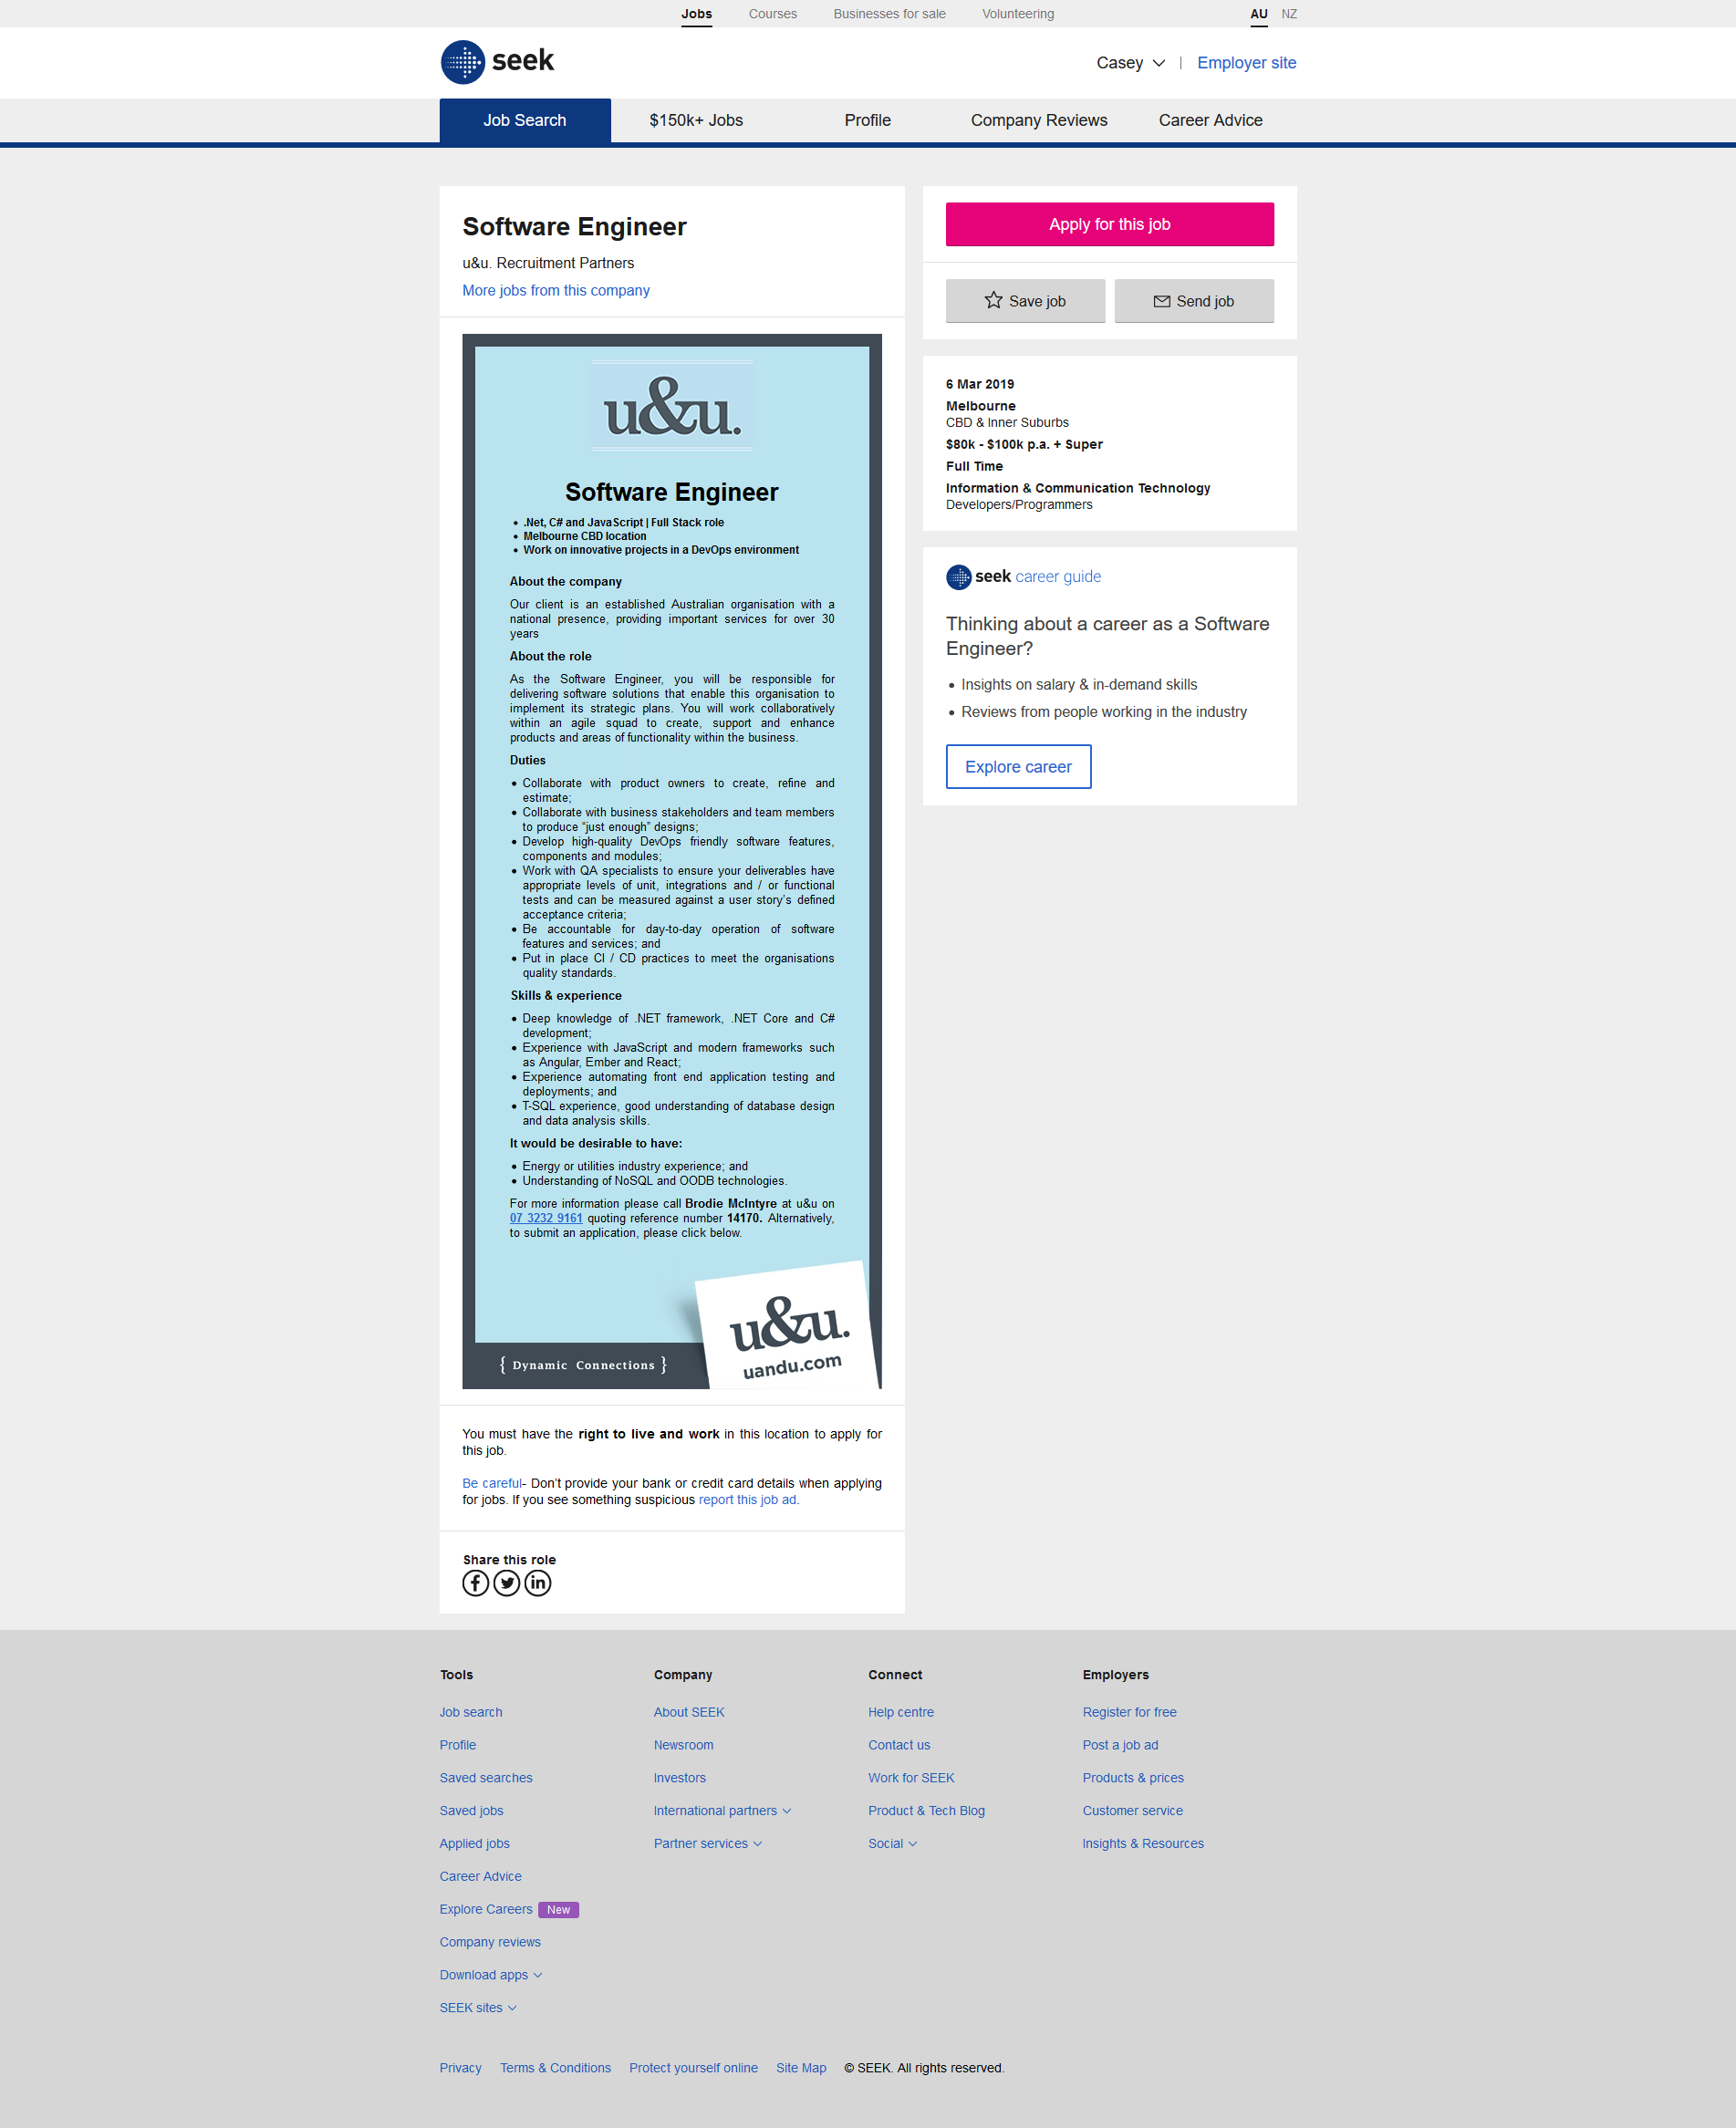 Jobs
Courses
Businesses for sale
Volunteering
AU
NZ
seek
Casey
Employer site
Job Search
$150k+ Jobs
Profile
Company Reviews
Career Advice
Software Engineer
u&u. Recruitment Partners
More jobs from this company
u&u.
Software Engineer
.Net, C# and JavaScript | Full Stack role
Melbourne CBD location
Work on innovative projects in a DevOps environment
About the company
Our client is an established Australian organisation with a
national presence, providing important services for over 30
years
About the role
As the Software Engineer, you will be responsible for
delivering software solutions that enable this organisation to
implement its strategic plans. You will work collaboratively
within an agile squad to create, support and enhance
products and areas of functionality within the business.
Duties
Collaborate with product owners to create, refine and
estimate;
Collaborate with business stakeholders and team members
to produce “just enough” designs;
Develop high-quality DevOps friendly software features,
components and modules;
Work with QA specialists to ensure your deliverables have
appropriate levels of unit, integrations and / or functional
tests and can be measured against a user story’s defined
acceptance criteria;
Be accountable for day-to-day operation of software
features and services; and
Put in place CI / CD practices to meet the organisations
quality standards.
Skills & experience
Deep knowledge of .NET framework, .NET Core and C#
development;
Experience with JavaScript and modern frameworks such
as Angular, Ember and React;
Experience automating front end application testing and
deployments; and
T-SQL experience, good understanding of database design
and data analysis skills.
It would be desirable to have:
Energy or utilities industry experience; and
Understanding of NoSQL and OODB technologies.
For more information please call Brodie McIntyre at u&u on
07 3232 9161 quoting reference number 14170. Alternatively,
to submit an application, please click below.
u&u.
uandu.com
{ Dynamic Connections }
You must have the right to live and work in this location to apply for
this job.
Be careful- Don’t provide your bank or credit card details when applying
for jobs. If you see something suspicious report this job ad.
Share this role
Apply for this job
Save job
Send job
6 Mar 2019
Melbourne
CBD & Inner Suburbs
$80k - $100k p.a. + Super
Full Time
Information & Communication Technology
Developers/Programmers
seek career guide
Thinking about a career as a Software
Engineer?
Insights on salary & in-demand skills
Reviews from people working in the industry
Explore career
Tools
Job search
Profile
Saved searches
Saved jobs
Applied jobs
Career Advice
Explore Careers New
Company reviews
Download apps
SEEK sites
Company
About SEEK
Newsroom
Investors
International partners
Partner services
Connect
Help centre
Contact us
Work for SEEK
Product & Tech Blog
Social
Employers
Register for free
Post a job ad
Products & prices
Customer service
Insights & Resources
Privacy
Terms & Conditions
Protect yourself online
Site Map
© SEEK. All rights reserved.